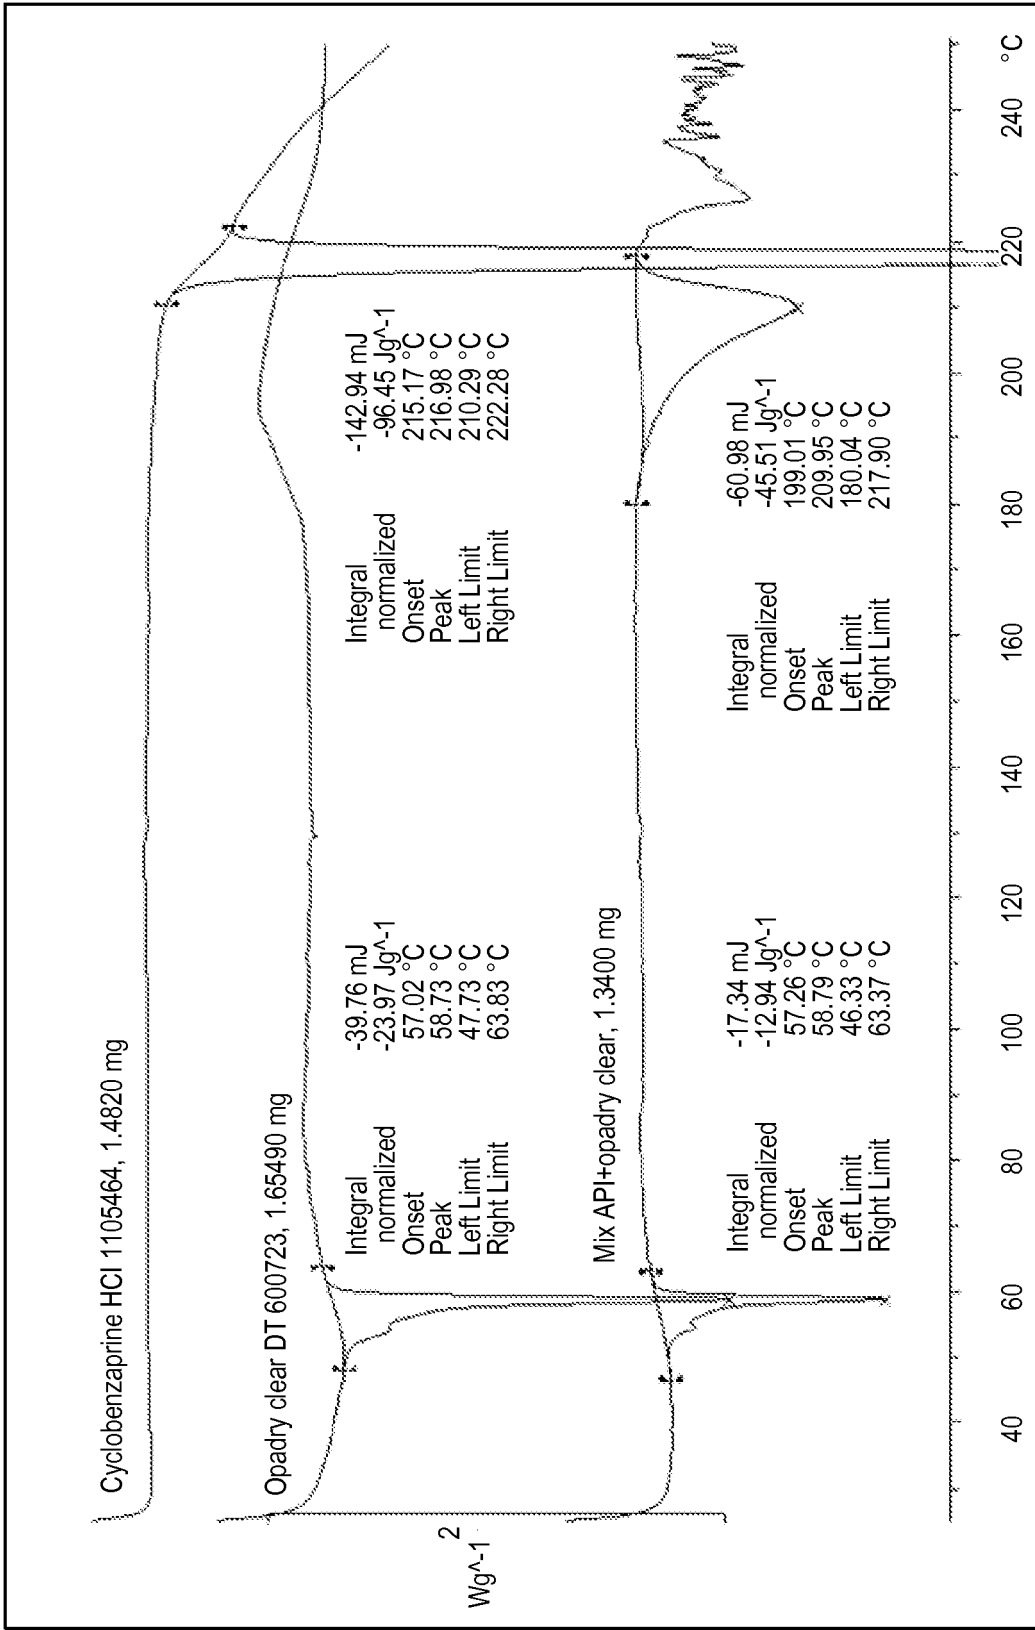 Cyclobenzaprine HCl 1105464, 1.4820 mg
Opadry clear DT 600723, 1.65490 mg
Integral -142.94 mJ
normalized -96.45 Jg^-1
Onset 215.17 °C
Peak 216.98 °C
Left Limit 210.29 °C
Right Limit 222.28 °C
Integral -39.76 mJ
normalized -23.97 Jg^-1
Onset 57.02 °C
Peak 58.73 °C
Left Limit 47.73 °C
Right Limit 63.83 °C
2
Wg^-1
Mix API+opadry clear, 1.3400 mg
Integral -17.34 mJ
normalized -12.94 Jg^-1
Onset 57.26 °C
Peak 58.79 °C
Left Limit 46.33 °C
Right Limit 63.37 °C
Integral -60.98 mJ
normalized -45.51 Jg^-1
Onset 199.01 °C
Peak 209.95 °C
Left Limit 180.04 °C
Right Limit 217.90 °C
40 60 80 100 120 140 160 180 200 220 240 °C